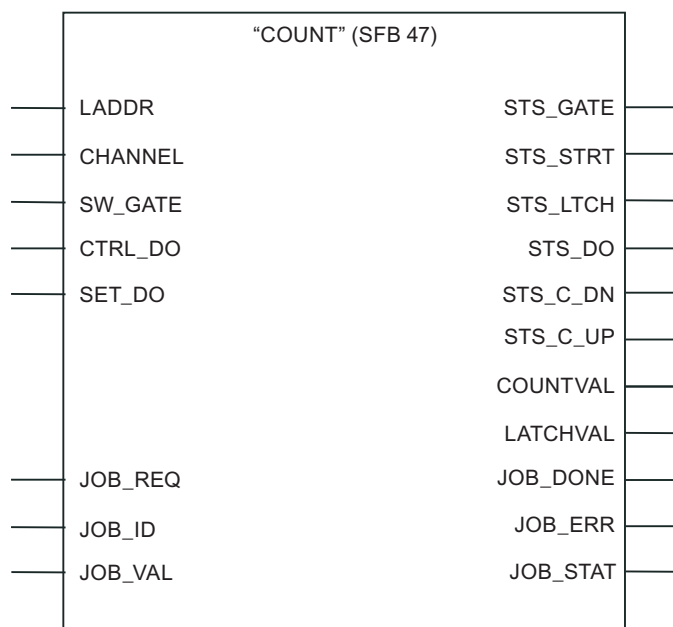 “COUNT” (SFB 47)
LADDR
STS_GATE
CHANNEL
STS_STRT
SW_GATE
STS_LTCH
CTRL_DO
STS_DO
SET_DO
STS_C_DN
STS_C_UP
COUNTVAL
LATCHVAL
JOB_REQ
JOB_DONE
JOB_ID
JOB_ERR
JOB_VAL
JOB_STAT